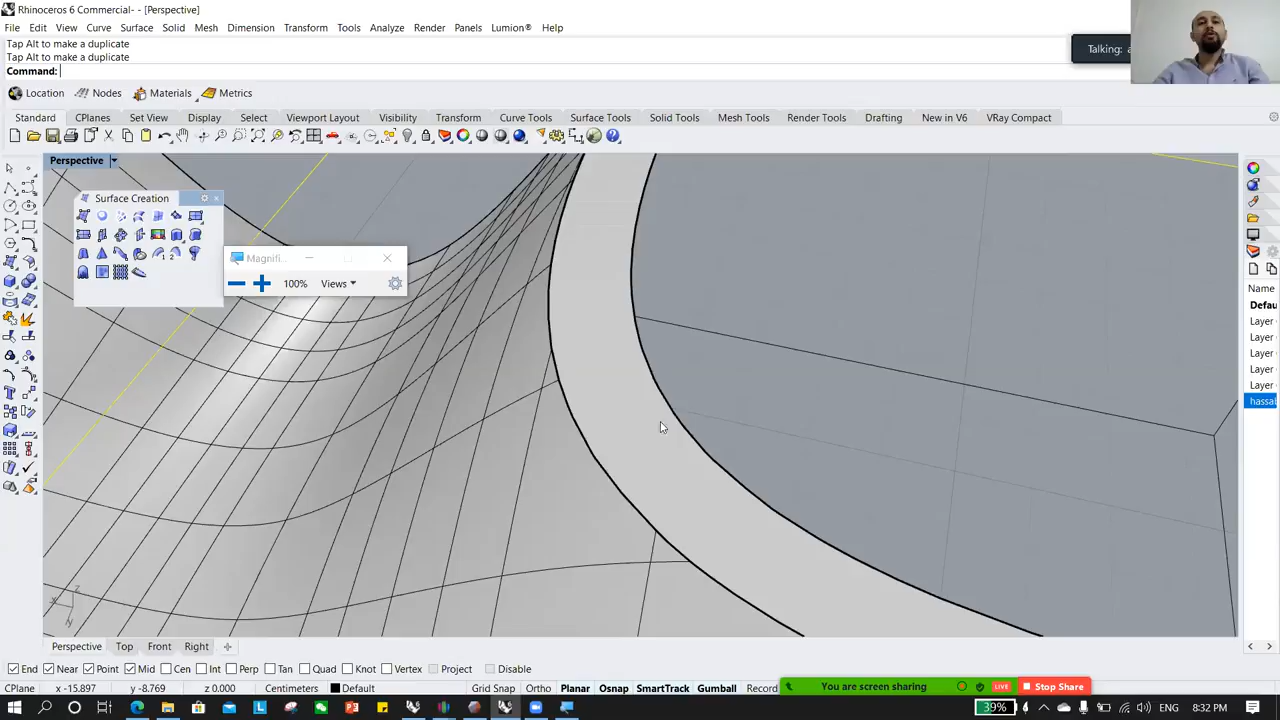 Rhinoceros 6 Commercial- - [Perspective]
File Edit View Curve Surface Solid Mesh Dimension Transform Tools Analyze Render Panels Lumion® Help
Tap Alt to make a duplicate
Tap Alt to make a duplicate
Command:
Talking:
Location Nodes Materials Metrics
Standard CPlanes Set View Display Select Viewport Layout Visibility Transform Curve Tools Surface Tools Solid Tools Mesh Tools Render Tools Drafting New in V6 VRay Compact
Perspective
Surface Creation
Magnifi...
100% Views
Name
Defau
Layer
Layer
Layer
Layer
Layer
hassa
z
x
y
Perspective Top Front Right
End Near Point Mid Cen Int Perp Tan Quad Knot Vertex Project Disable
CPlane x -15.897 y -8.769 z 0.000 Centimeters Default Grid Snap Ortho Planar Osnap SmartTrack Gumball Record
You are screen sharing LIVE Stop Share
39% ENG 8:32 PM